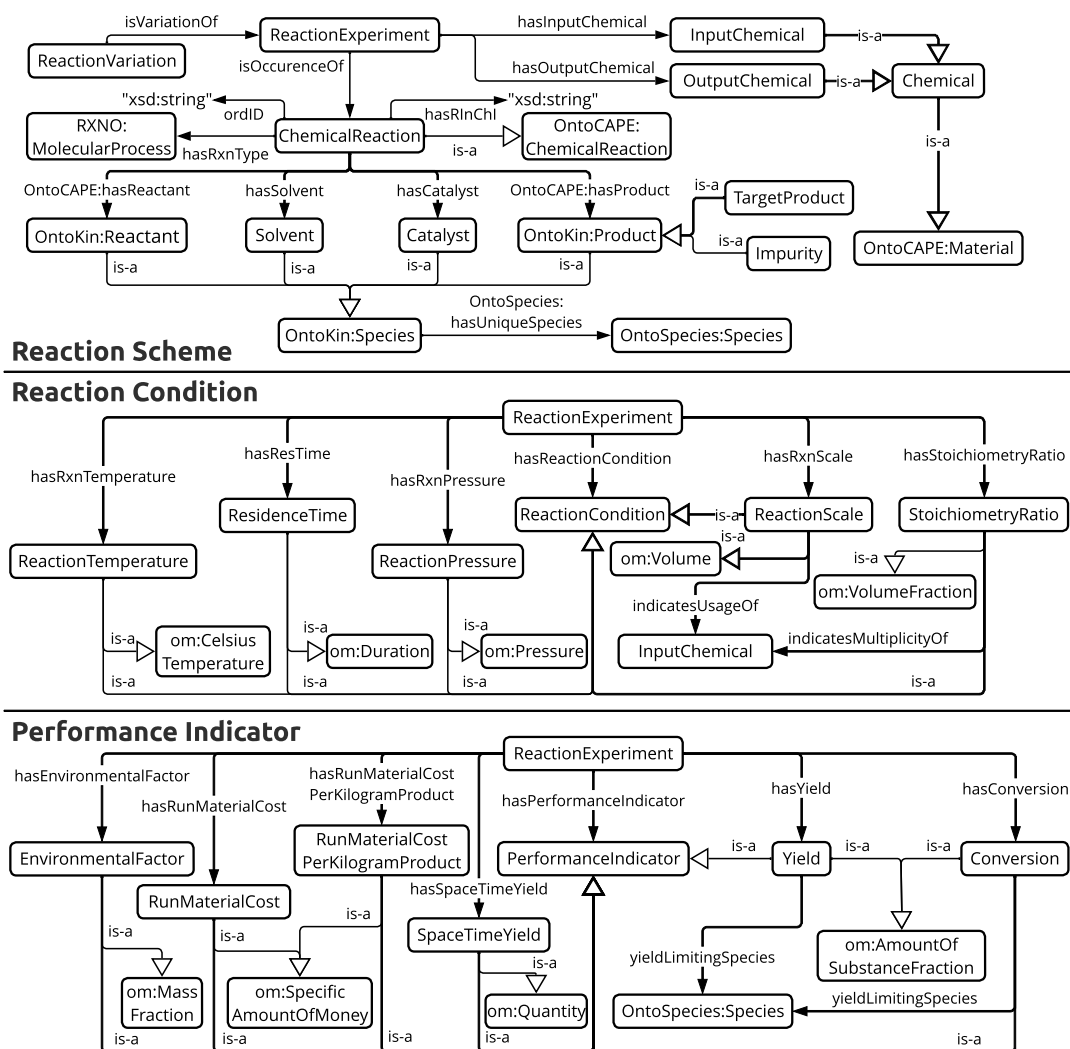 isVariationOf
ReactionExperiment
hasInputChemical
InputChemical
is-a
ReactionVariation
isOccurenceOf
hasOutputChemical
OutputChemical
is-a
Chemical
"xsd:string"
ordID
hasRInChI
"xsd:string"
RXNO:
MolecularProcess
hasRxnType
ChemicalReaction
is-a
OntoCAPE:
ChemicalReaction
is-a
OntoCAPE:hasReactant
hasSolvent
hasCatalyst
OntoCAPE:hasProduct
is-a
TargetProduct
OntoKin:Reactant
Solvent
Catalyst
OntoKin:Product
is-a
Impurity
OntoCAPE:Material
is-a
is-a
is-a
is-a
OntoSpecies:
hasUniqueSpecies
OntoKin:Species
OntoSpecies:Species
Reaction Scheme
Reaction Condition
ReactionExperiment
hasRxnTemperature
hasResTime
hasRxnPressure
hasReactionCondition
hasRxnScale
hasStoichiometryRatio
ResidenceTime
ReactionCondition
is-a
ReactionScale
StoichiometryRatio
ReactionTemperature
ReactionPressure
om:Volume
is-a
is-a
om:VolumeFraction
indicatesUsageOf
is-a
om:Celsius
Temperature
is-a
om:Duration
is-a
om:Pressure
InputChemical
indicatesMultiplicityOf
is-a
is-a
is-a
is-a
Performance Indicator
ReactionExperiment
hasEnvironmentalFactor
hasRunMaterialCost
hasRunMaterialCost
PerKilogramProduct
hasPerformanceIndicator
hasYield
hasConversion
EnvironmentalFactor
RunMaterialCost
PerKilogramProduct
PerformanceIndicator
is-a
Yield
is-a
is-a
Conversion
RunMaterialCost
hasSpaceTimeYield
SpaceTimeYield
is-a
is-a
is-a
is-a
om:AmountOf
SubstanceFraction
yieldLimitingSpecies
om:Mass
Fraction
om:Specific
AmountOfMoney
om:Quantity
OntoSpecies:Species
yieldLimitingSpecies
is-a
is-a
is-a
is-a
is-a